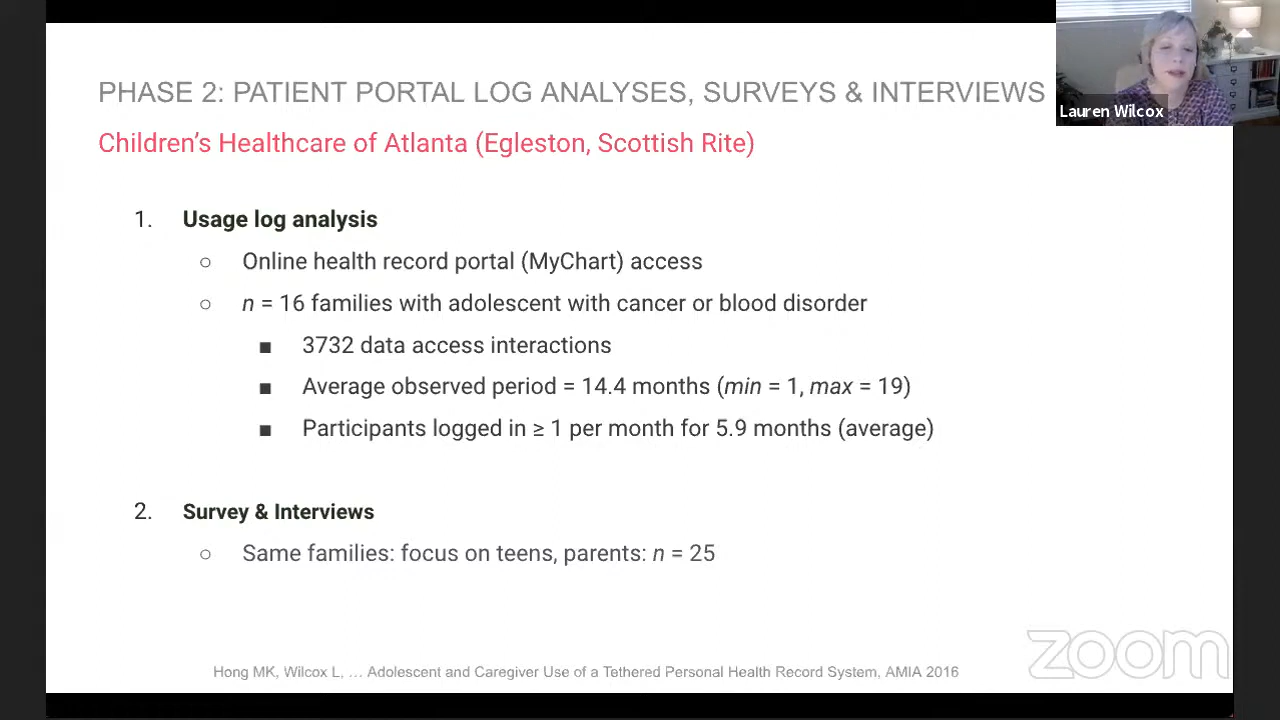 PHASE 2: PATIENT PORTAL LOG ANALYSES, SURVEYS & INTERVIEWS
Lauren Wilcox
Children's Healthcare of Atlanta (Egleston, Scottish Rite)
1. Usage log analysis
○ Online health record portal (MyChart) access
○ n = 16 families with adolescent with cancer or blood disorder
■ 3732 data access interactions
■ Average observed period = 14.4 months (min = 1, max = 19)
■ Participants logged in ≥ 1 per month for 5.9 months (average)
2. Survey & Interviews
○ Same families: focus on teens, parents: n = 25
zoom
Hong MK, Wilcox L, … Adolescent and Caregiver Use of a Tethered Personal Health Record System, AMIA 2016